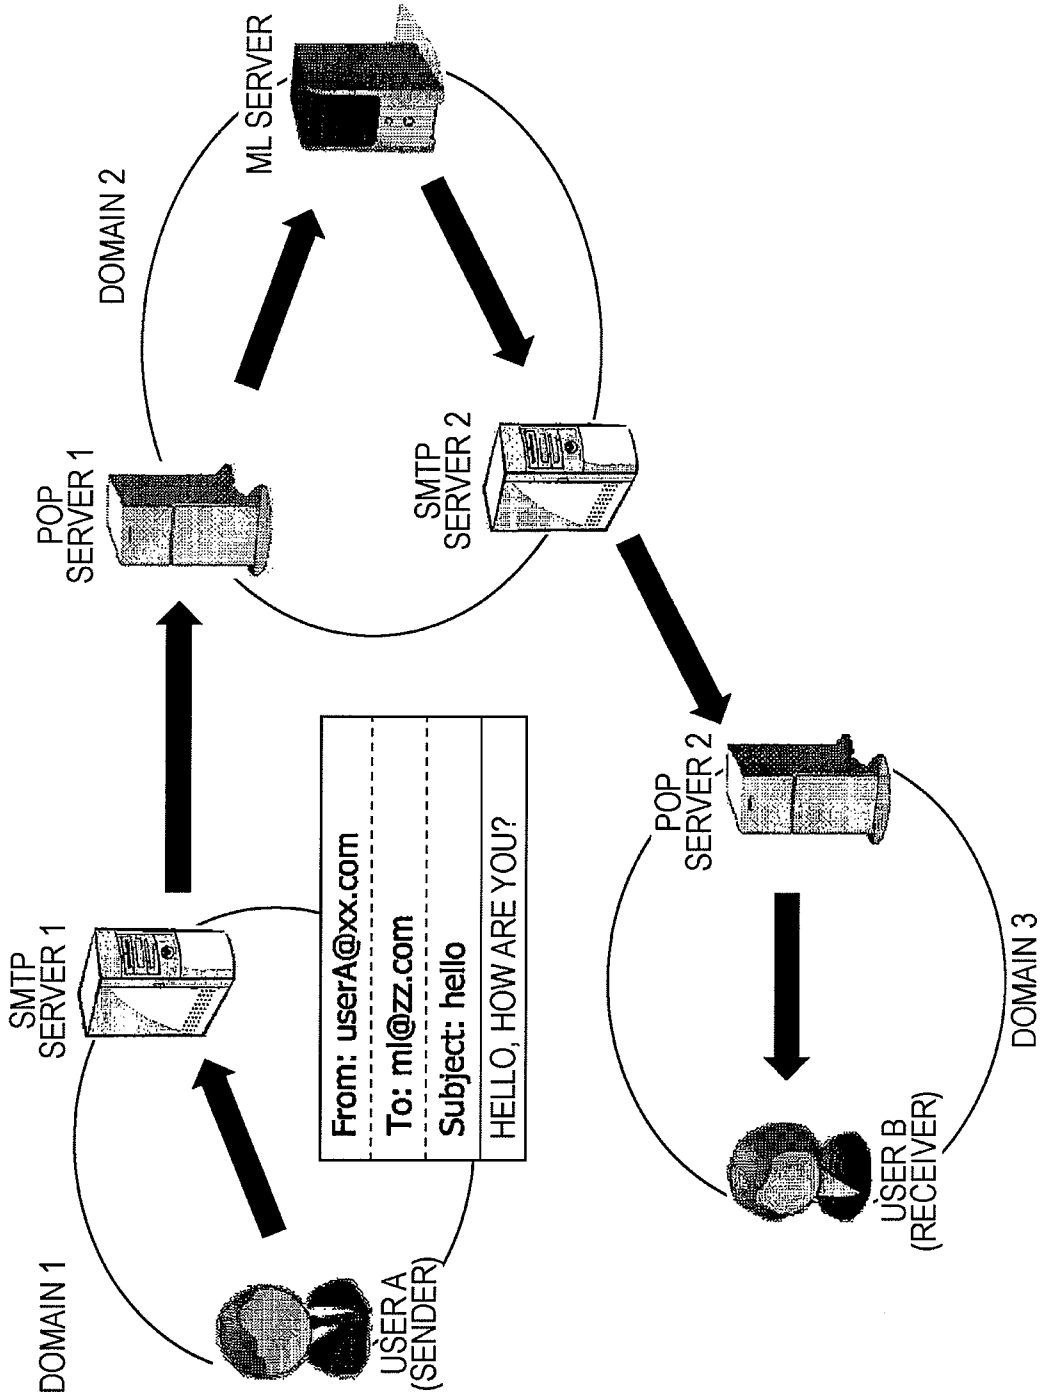 DOMAIN 1
SMTP
SERVER 1
USER A
(SENDER)
From: userA@xx.com
To: ml@zz.com
Subject: hello
HELLO, HOW ARE YOU?
POP
SERVER 1
DOMAIN 2
ML SERVER
SMTP
SERVER 2
POP
SERVER 2
USER B
(RECEIVER)
DOMAIN 3